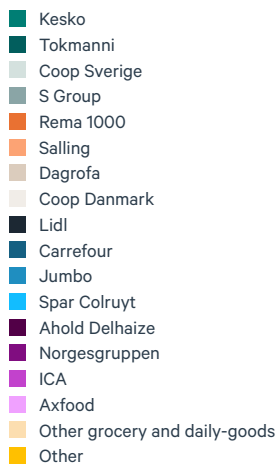 Kesko
Tokmanni
Coop Sverige
S Group
Rema 1000
Salling
Dagrofa
Coop Danmark
Lidl
Carrefour
Jumbo
Spar Colruyt
Ahold Delhaize
Norgesgruppen
ICA
Axfood
Other grocery and daily-goods
Other